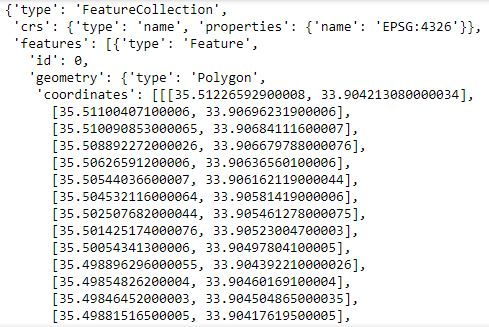 {'type': 'FeatureCollection',
'crs': {'type': 'name', 'properties': {'name': 'EPSG:4326'}},
'features': [{'type': 'Feature',
'id': 0,
'geometry': {'type': 'Polygon',
'coordinates': [[[35.51226592900008, 33.904213080000034],
[35.51100407100006, 33.90696231900006],
[35.510090853000065, 33.90684111600007],
[35.508892272000026, 33.906679788000076],
[35.50626591200006, 33.90636560100006],
[35.50544036600007, 33.906162119000044],
[35.504532116000064, 33.90581419000006],
[35.502507682000044, 33.905461278000075],
[35.501425174000076, 33.90523004700003],
[35.50054341300006, 33.90497804100005],
[35.498896296000055, 33.904392210000026],
[35.49854826200004, 33.90460169100004],
[35.49846452000003, 33.904504865000035],
[35.49881516500005, 33.90417619500005],